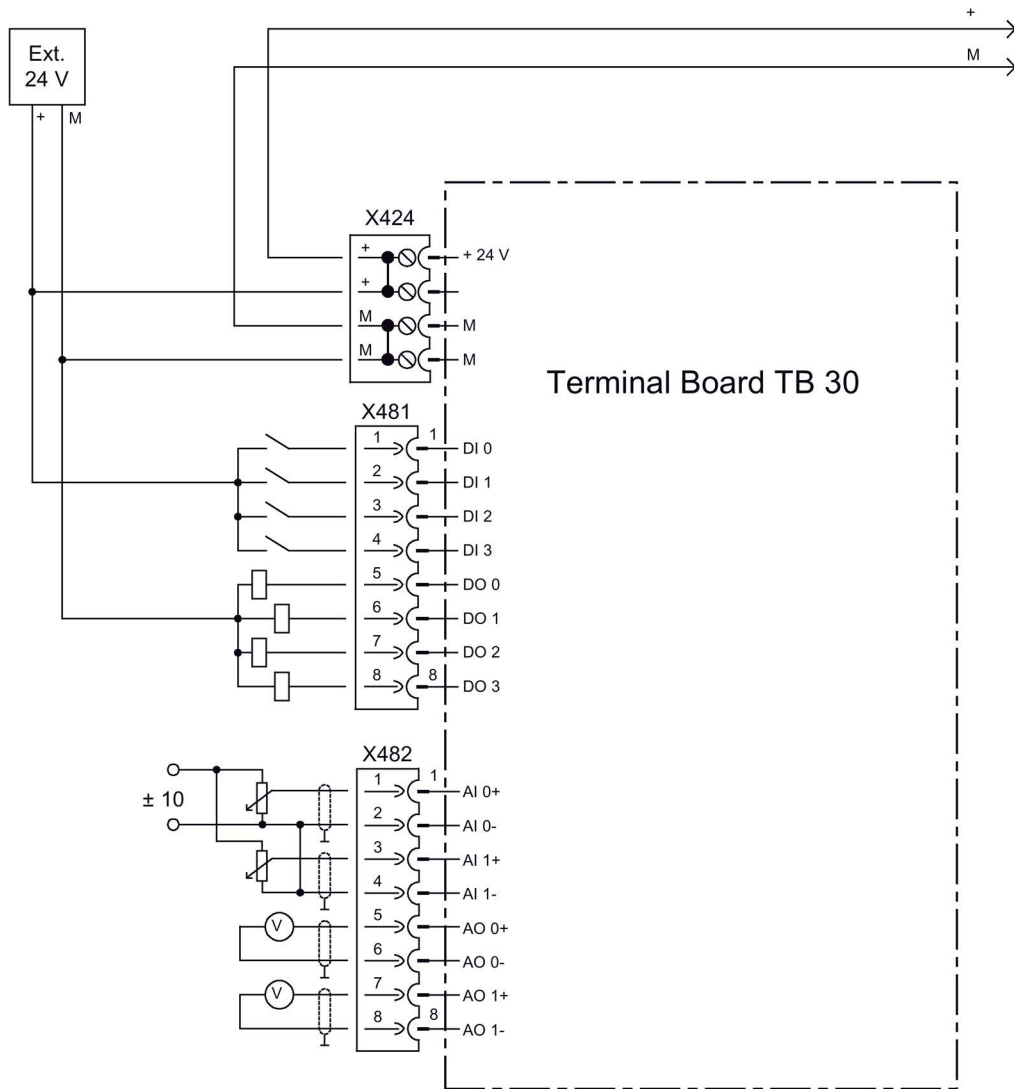 +
M
Ext.
24 V
+ M
X424
+ + 24 V
+
M M
M M
Terminal Board TB 30
X481
1 1 DI 0
2 DI 1
3 DI 2
4 DI 3
5 DO 0
6 DO 1
7 DO 2
8 8 DO 3
X482
± 10
1 1 AI 0+
2 AI 0-
3 AI 1+
4 AI 1-
V 5 AO 0+
6 AO 0-
V 7 AO 1+
8 8 AO 1-